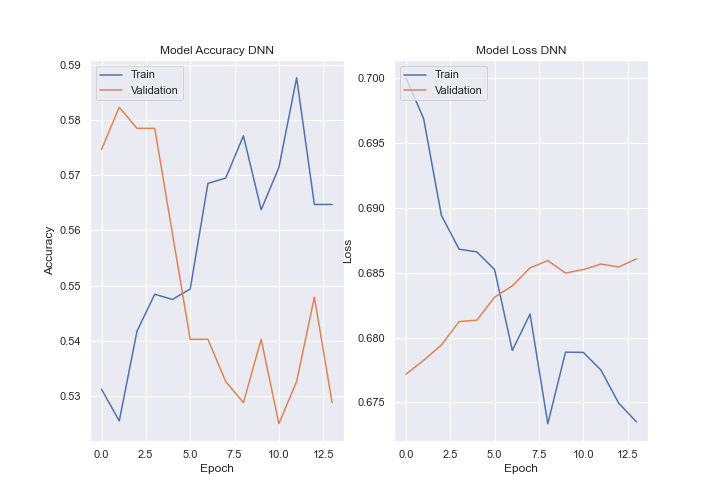 Model Accuracy DNN
0.59
0.58
0.57
0.56
0.55
0.54
0.53
Accuracy
Train
Validation
0.0 2.5 5.0 7.5 10.0 12.5
Epoch
Model Loss DNN
0.700
0.695
0.690
0.685
0.680
0.675
Loss
Train
Validation
0.0 2.5 5.0 7.5 10.0 12.5
Epoch